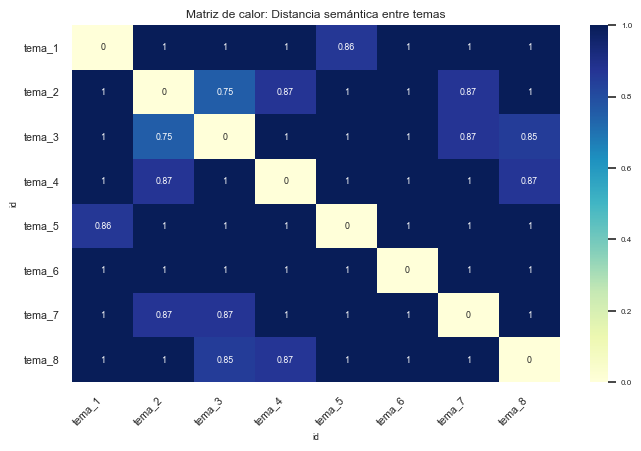 Matriz de calor: Distancia semántica entre temas
tema_1 0 1 1 1 0.86 1 1 1
tema_2 1 0 0.75 0.87 1 1 0.87 1
tema_3 1 0.75 0 1 1 1 0.87 0.85
tema_4 1 0.87 1 0 1 1 1 0.87
tema_5 0.86 1 1 1 0 1 1 1
tema_6 1 1 1 1 1 0 1 1
tema_7 1 0.87 0.87 1 1 1 0 1
tema_8 1 1 0.85 0.87 1 1 1 0
id
tema_1 tema_2 tema_3 tema_4 tema_5 tema_6 tema_7 tema_8
id
1.0
0.8
0.6
0.4
0.2
0.0